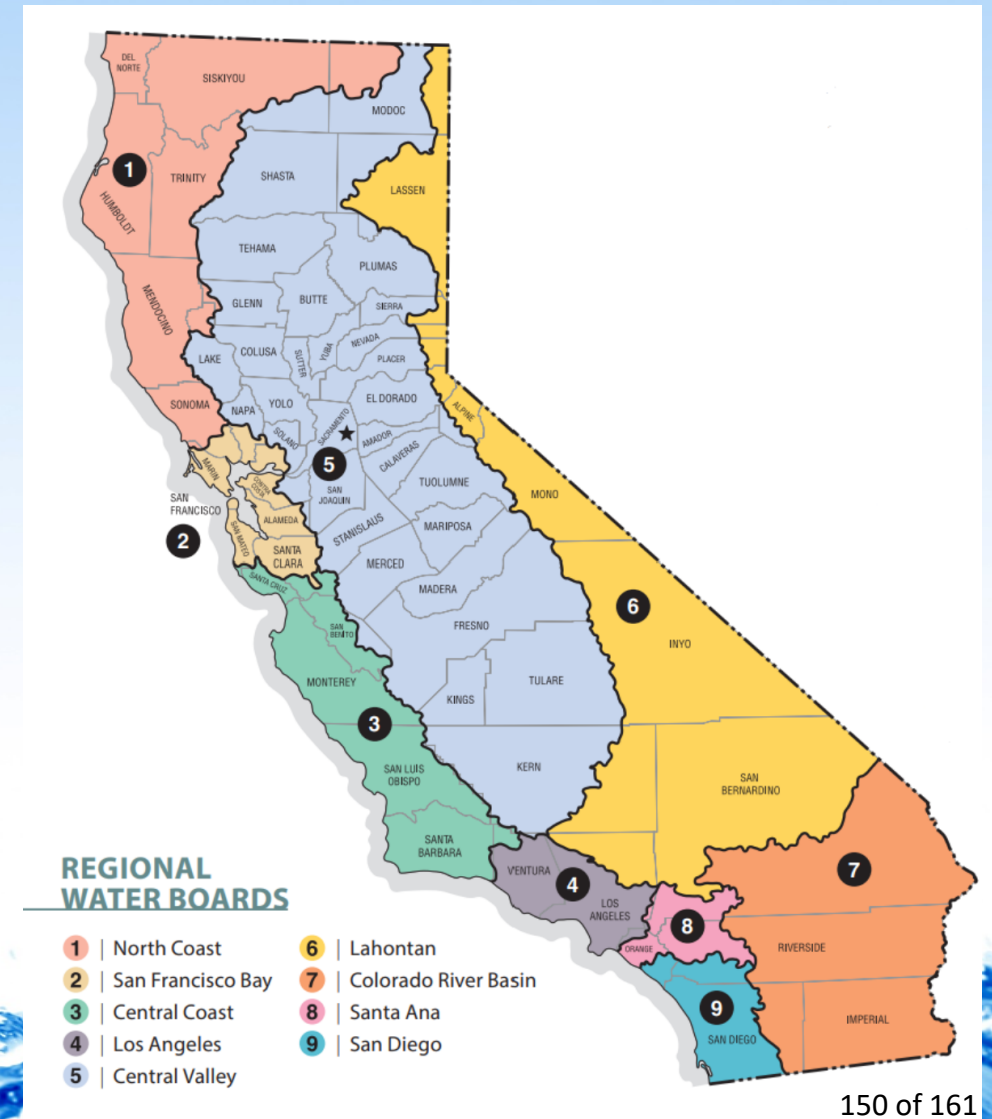 DEL
NORTE
SISKIYOU
MODOC
1
TRINITY
SHASTA
LASSEN
HUMBOLDT
TEHAMA
PLUMAS
MENDOCINO
GLENN
BUTTE
SIERRA
LAKE
COLUSA
SUTTER
YUBA
NEVADA
PLACER
SONOMA
NAPA
YOLO
EL DORADO
ALPINE
SOLANO
SACRAMENTO
AMADOR
5
CALAVERAS
MARIN
CONTRA
COSTA
SAN
JOAQUIN
TUOLUMNE
MONO
SAN
FRANCISCO
2
ALAMEDA
SAN MATEO
SANTA
CLARA
STANISLAUS
MARIPOSA
MERCED
SANTA CRUZ
MADERA
6
SAN
BENITO
FRESNO
INYO
MONTEREY
KINGS
TULARE
3
SAN LUIS
OBISPO
KERN
SAN
BERNARDINO
SANTA
BARBARA
VENTURA
4
LOS
ANGELES
7
8
ORANGE
RIVERSIDE
9
SAN DIEGO
IMPERIAL
REGIONAL
WATER BOARDS
1 | North Coast
2 | San Francisco Bay
3 | Central Coast
4 | Los Angeles
5 | Central Valley
6 | Lahontan
7 | Colorado River Basin
8 | Santa Ana
9 | San Diego
150 of 161